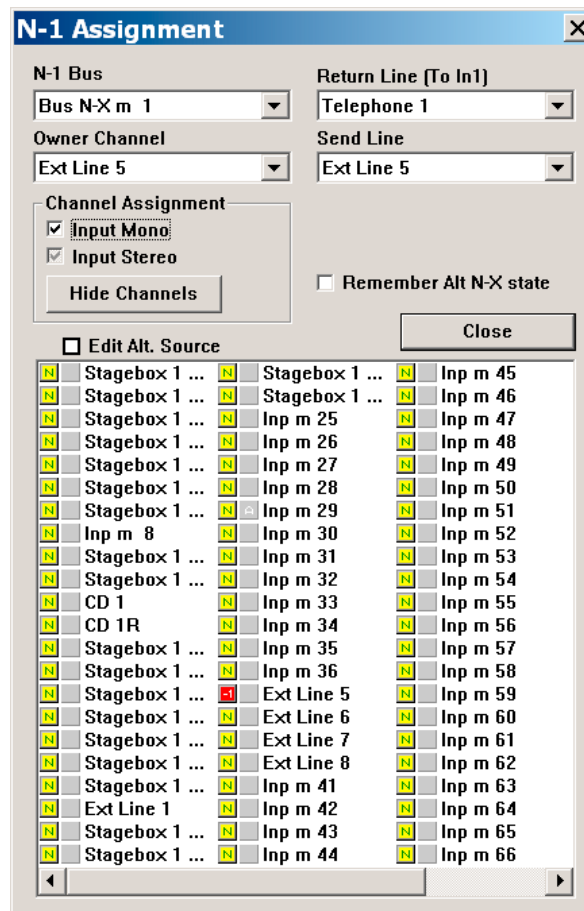 N-1 Assignment
N-1 Bus
Return Line (To In1)
Bus N-X m 1
Telephone 1
Owner Channel
Send Line
Ext Line 5
Ext Line 5
Channel Assignment
Input Mono
Input Stereo
Hide Channels
Remember Alt N-X state
Close
Edit Alt. Source
N Stagebox 1 ... N Stagebox 1 ... N Inp m 45
N Stagebox 1 ... N Stagebox 1 ... N Inp m 46
N Stagebox 1 ... N Inp m 25 N Inp m 47
N Stagebox 1 ... N Inp m 26 N Inp m 48
N Stagebox 1 ... N Inp m 27 N Inp m 49
N Stagebox 1 ... N Inp m 28 N Inp m 50
N Stagebox 1 ... N A Inp m 29 N Inp m 51
N Inp m 8 N Inp m 30 N Inp m 52
N Stagebox 1 ... N Inp m 31 N Inp m 53
N Stagebox 1 ... N Inp m 32 N Inp m 54
N CD 1 N Inp m 33 N Inp m 55
N CD 1R N Inp m 34 N Inp m 56
N Stagebox 1 ... N Inp m 35 N Inp m 57
N Stagebox 1 ... N Inp m 36 N Inp m 58
N Stagebox 1 ... -1 Ext Line 5 N Inp m 59
N Stagebox 1 ... N Ext Line 6 N Inp m 60
N Stagebox 1 ... N Ext Line 7 N Inp m 61
N Stagebox 1 ... N Ext Line 8 N Inp m 62
N Stagebox 1 ... N Inp m 41 N Inp m 63
N Ext Line 1 N Inp m 42 N Inp m 64
N Stagebox 1 ... N Inp m 43 N Inp m 65
N Stagebox 1 ... N Inp m 44 N Inp m 66